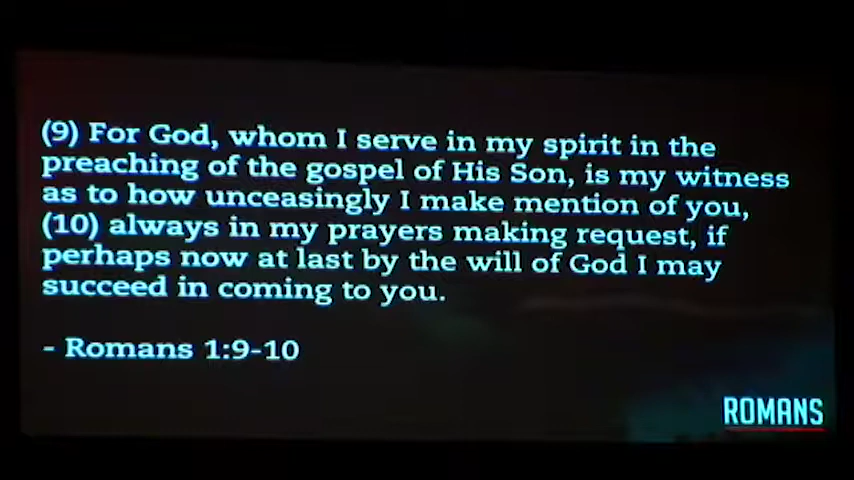 (9) For God, whom I serve in my spirit in the
preaching of the gospel of His Son, is my witness
as to how unceasingly I make mention of you,
(10) always in my prayers making request, if
perhaps now at last by the will of God I may
succeed in coming to you.
- Romans 1:9-10
ROMANS